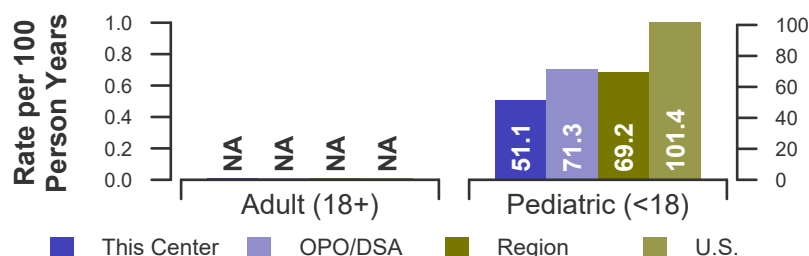 Rate per 100
Person Years
1.0
0.8
0.6
0.4
0.2
0.0
NA NA NA NA
51.1 71.3 69.2 101.4
100
80
60
40
20
0
Adult (18+) Pediatric (<18)
This Center OPO/DSA Region U.S.